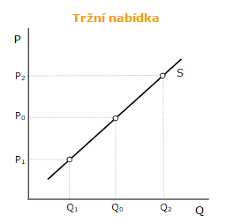 Tržní nabídka
P
S
P₂
P₀
P₁
Q₁ Q₀ Q₂
Q